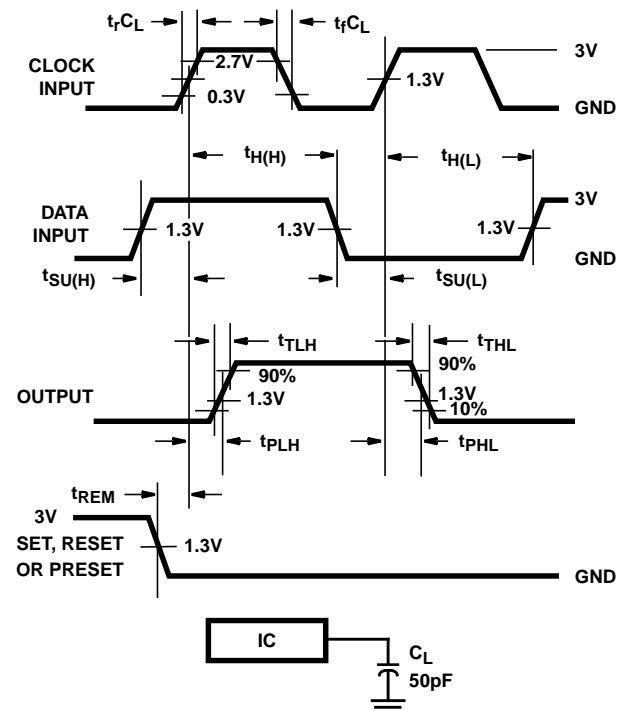 trCL
tfCL
CLOCK
INPUT
2.7V
0.3V
1.3V
3V
GND
tH(H)
tH(L)
DATA
INPUT
1.3V
1.3V
1.3V
3V
GND
tSU(H)
tSU(L)
tTLH
tTHL
OUTPUT
90%
1.3V
90%
1.3V
10%
tPLH
tPHL
tREM
3V
SET, RESET
OR PRESET
1.3V
GND
IC
CL
50pF